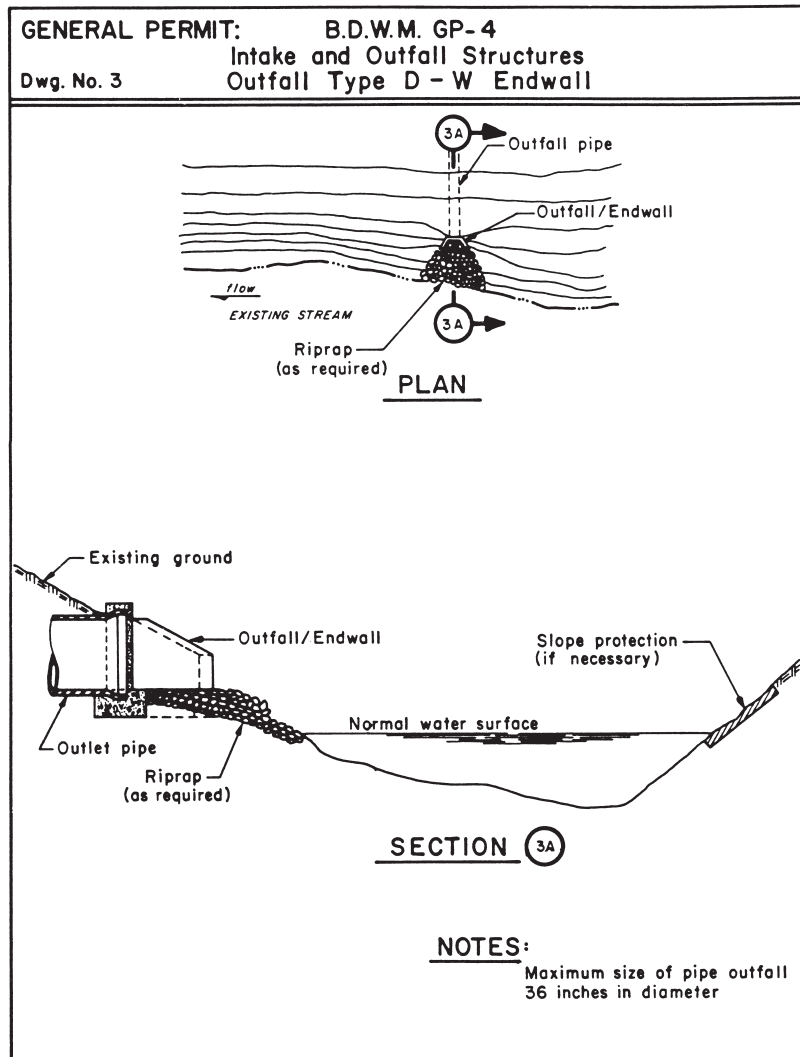 GENERAL PERMIT: B.D.W.M. GP-4
Intake and Outfall Structures
Dwg. No. 3 Outfall Type D-W Endwall
3A
Outfall pipe
Outfall/Endwall
flow
EXISTING STREAM
3A
Riprap
(as required)
PLAN
Existing ground
Outfall/Endwall
Slope protection
(if necessary)
Normal water surface
Outlet pipe
Riprap
(as required)
SECTION 3A
NOTES:
Maximum size of pipe outfall
36 inches in diameter